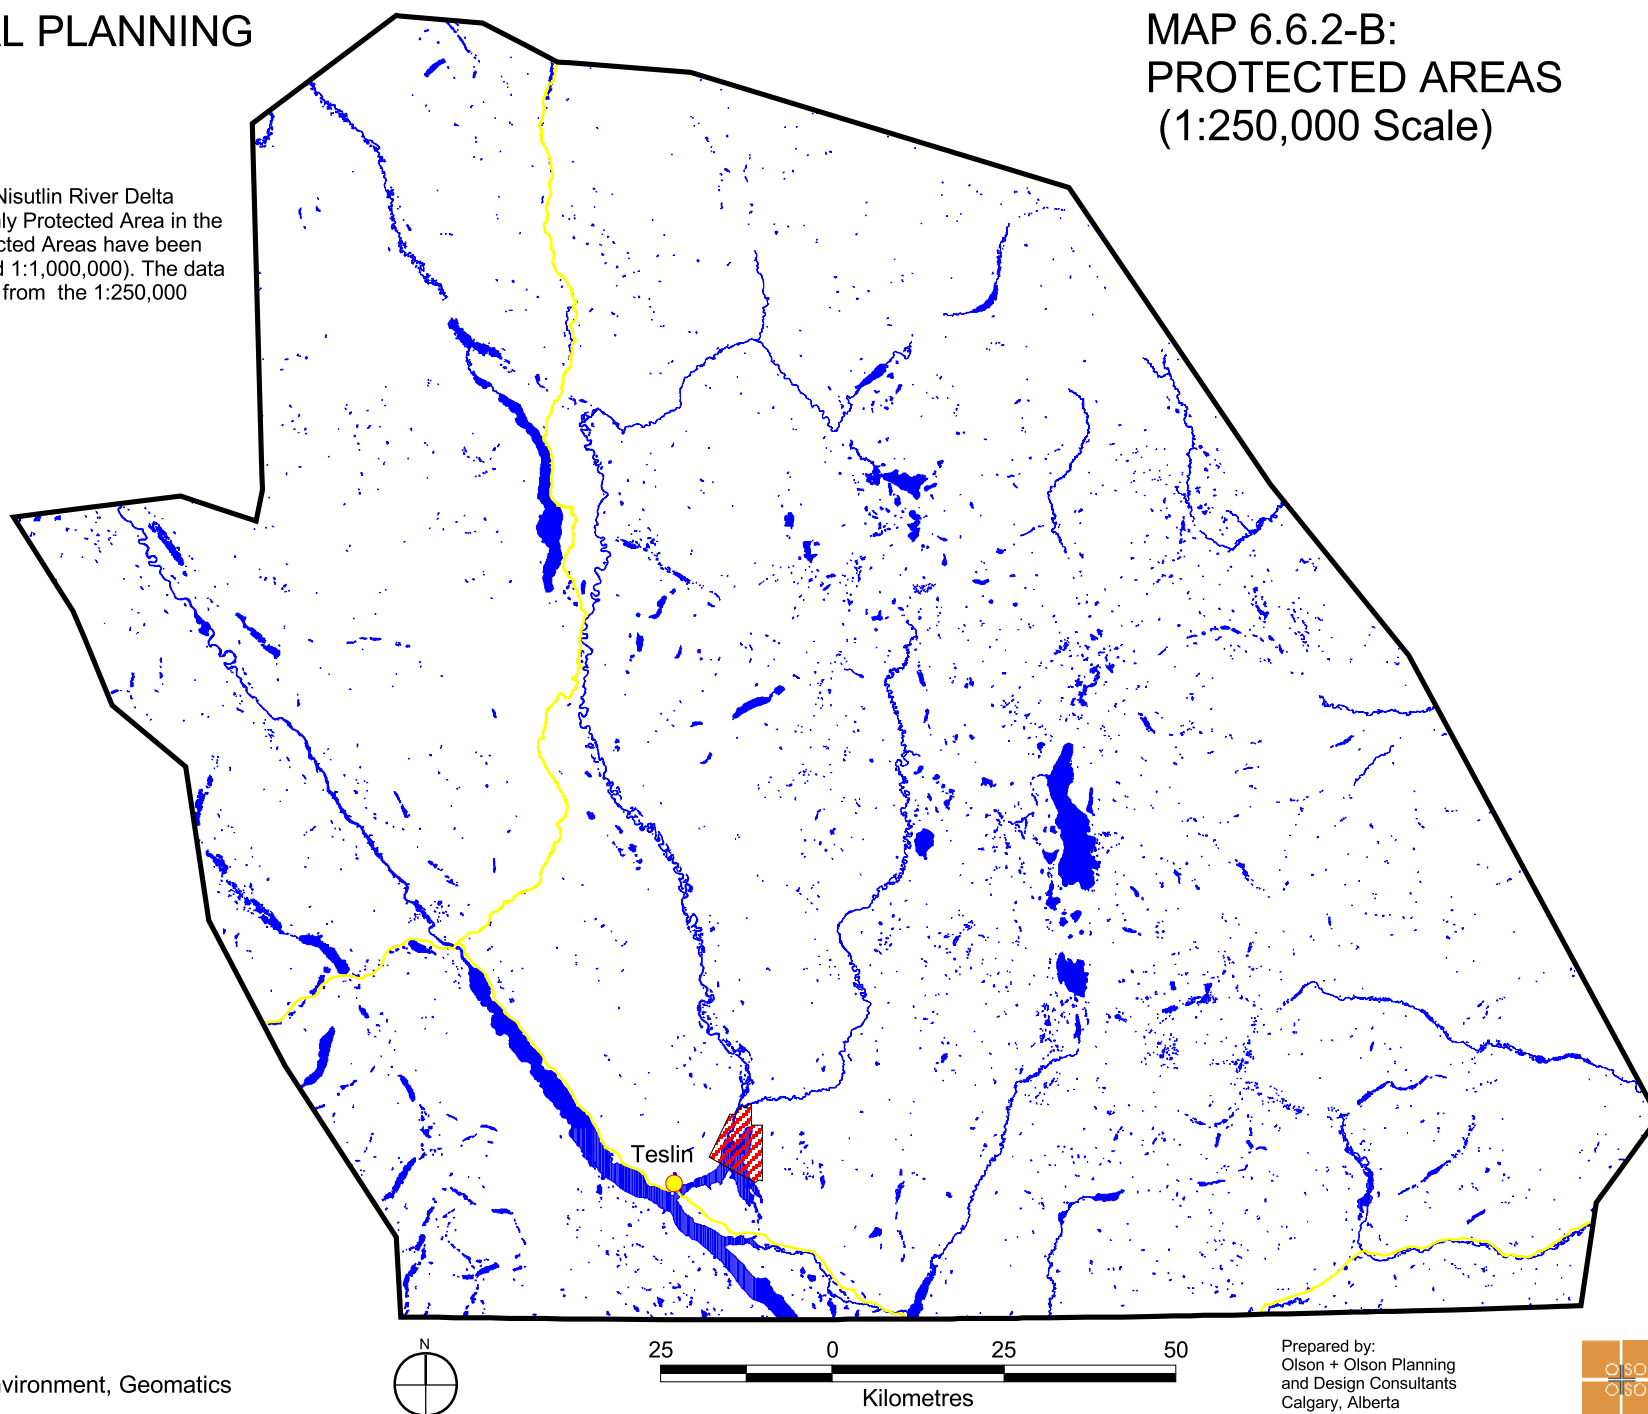 L PLANNING
MAP 6.6.2-B:
PROTECTED AREAS
(1:250,000 Scale)
Nisutlin River Delta
ly Protected Area in the
cted Areas have been
d 1:1,000,000). The data
from the 1:250,000
Teslin
N
25 0 25 50
Kilometres
vironment, Geomatics
Prepared by:
Olson + Olson Planning
and Design Consultants
Calgary, Alberta